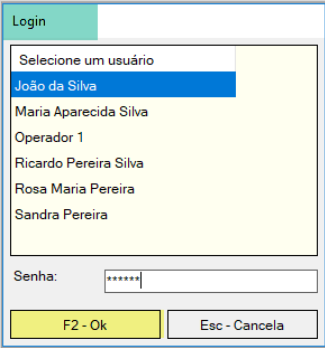 Login
Selecione um usuário
João da Silva
Maria Aparecida Silva
Operador 1
Ricardo Pereira Silva
Rosa Maria Pereira
Sandra Pereira
Senha: ******
F2 - Ok Esc - Cancela